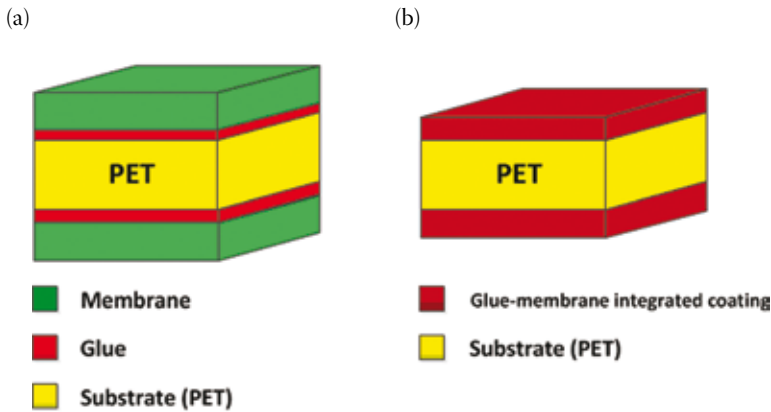 (a)
PET
Membrane
Glue
Substrate (PET)
(b)
PET
Glue-membrane integrated coating
Substrate (PET)